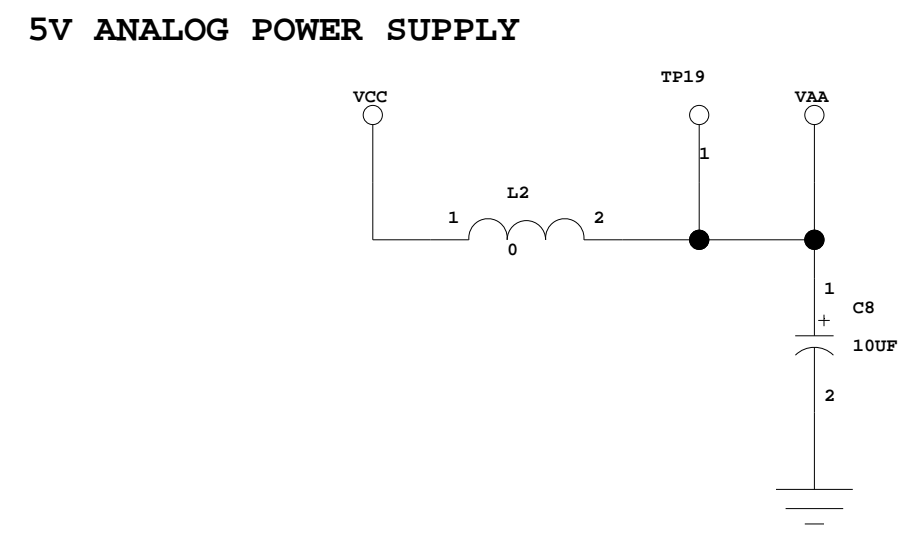 5V ANALOG POWER SUPPLY
TP19
VCC
VAA
1
L2
1
2
0
1
C8
+
10UF
2